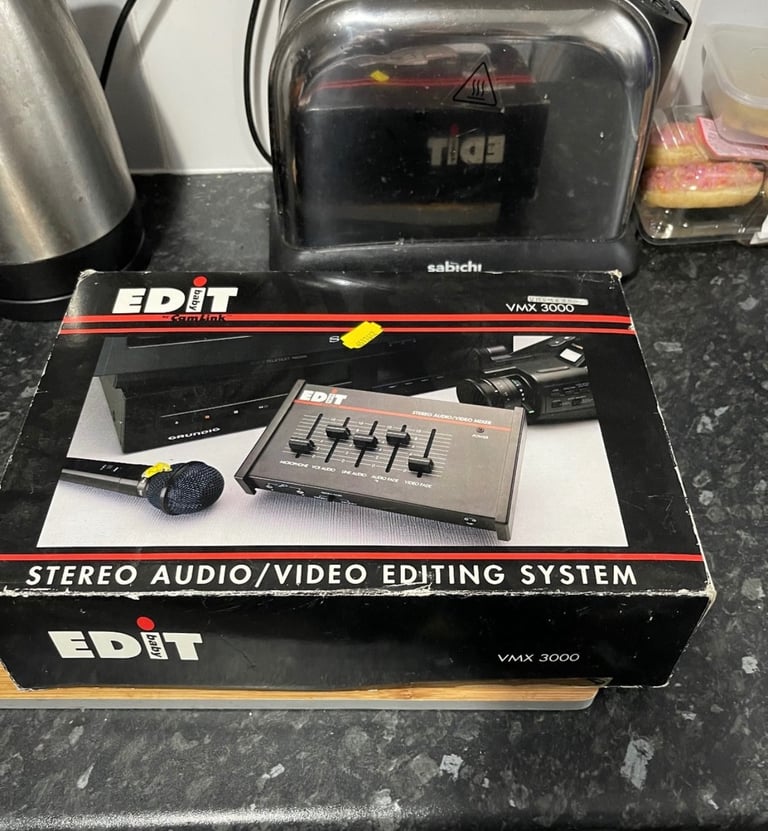 EDIT
sabichi
EDiT
baby
by CamLink
VMX 3000
GRUNDIG
EDiT
STEREO AUDIO/VIDEO MIXER
POWER
MICROPHONE VCR AUDIO LINE AUDIO AUDIO FADE VIDEO FADE
STEREO AUDIO/VIDEO EDITING SYSTEM
EDiT
baby
VMX 3000